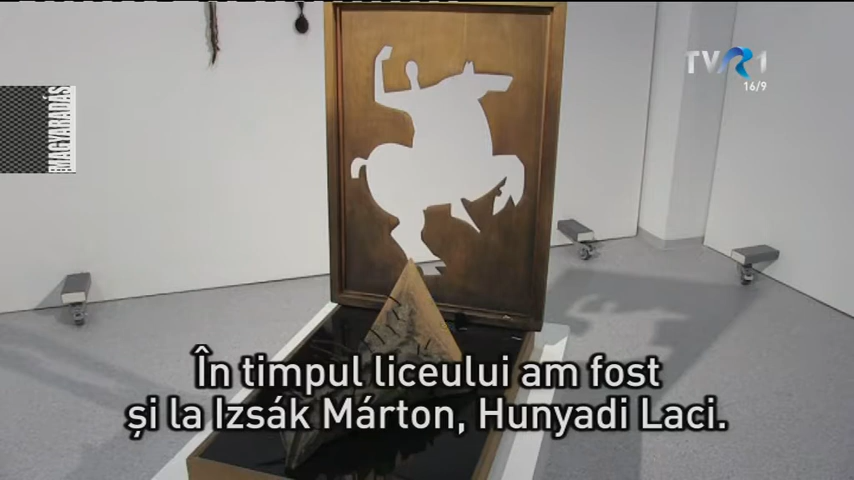 TVR1
16/9
MAGYARADÁS
În timpul liceului am fost
și la Izsák Márton, Hunyadi Laci.